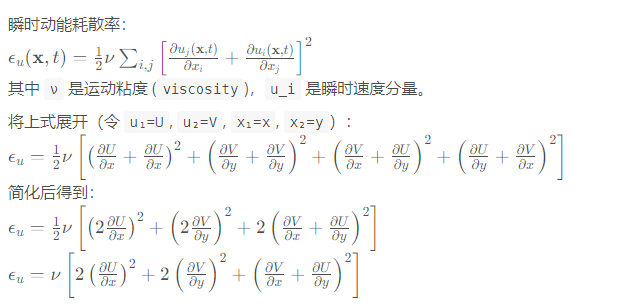 瞬时动能耗散率:
$\epsilon_u(\mathbf{x},t) = \frac{1}{2}\nu \sum_{i,j} \left[ \frac{\partial u_j(\mathbf{x},t)}{\partial x_i} + \frac{\partial u_i(\mathbf{x},t)}{\partial x_j} \right]^2$
其中 ν 是运动粘度( viscosity ), u_i 是瞬时速度分量。
将上式展开(令 u₁=U , u₂=V , x₁=x , x₂=y ) :
$\epsilon_u = \frac{1}{2}\nu \left[ \left( \frac{\partial U}{\partial x} + \frac{\partial U}{\partial x} \right)^2 + \left( \frac{\partial V}{\partial y} + \frac{\partial V}{\partial y} \right)^2 + \left( \frac{\partial V}{\partial x} + \frac{\partial U}{\partial y} \right)^2 + \left( \frac{\partial U}{\partial y} + \frac{\partial V}{\partial x} \right)^2 \right]$
简化后得到:
$\epsilon_u = \frac{1}{2}\nu \left[ \left( 2\frac{\partial U}{\partial x} \right)^2 + \left( 2\frac{\partial V}{\partial y} \right)^2 + 2\left( \frac{\partial V}{\partial x} + \frac{\partial U}{\partial y} \right)^2 \right]$
$\epsilon_u = \nu \left[ 2\left( \frac{\partial U}{\partial x} \right)^2 + 2\left( \frac{\partial V}{\partial y} \right)^2 + \left( \frac{\partial V}{\partial x} + \frac{\partial U}{\partial y} \right)^2 \right]$